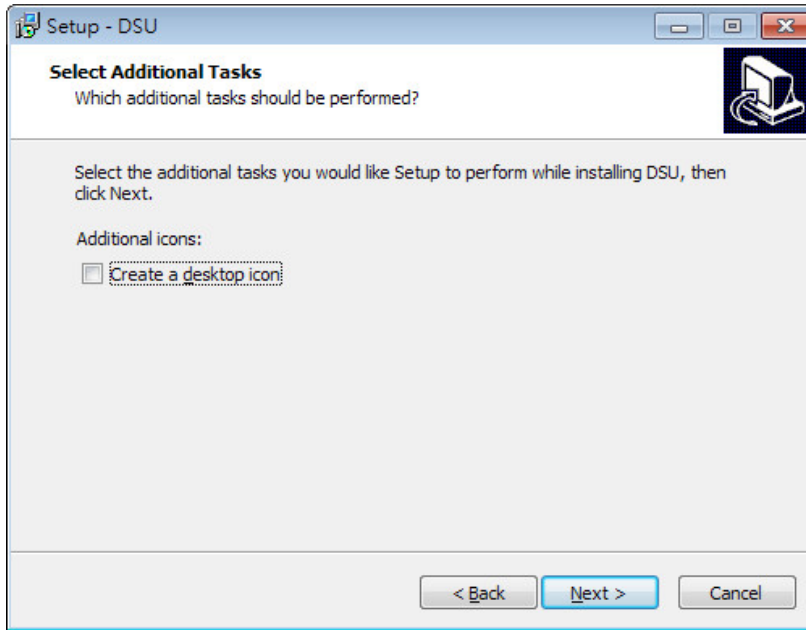 Setup - DSU
Select Additional Tasks
Which additional tasks should be performed?
Select the additional tasks you would like Setup to perform while installing DSU, then
click Next.
Additional icons:
Create a desktop icon
< Back
Next >
Cancel